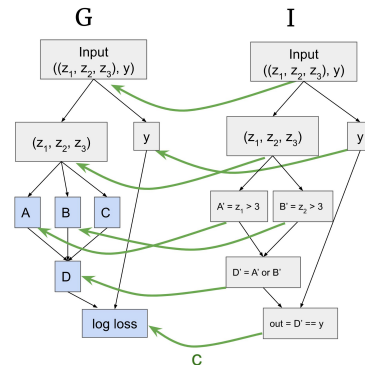 G I
Input
((z₁, z₂, z₃), y)
Input
((z₁, z₂, z₃), y)
(z₁, z₂, z₃) y
(z₁, z₂, z₃) y
A B C
A' = z₁ > 3 B' = z₂ > 3
D
D' = A' or B'
log loss
out = D' == y
C